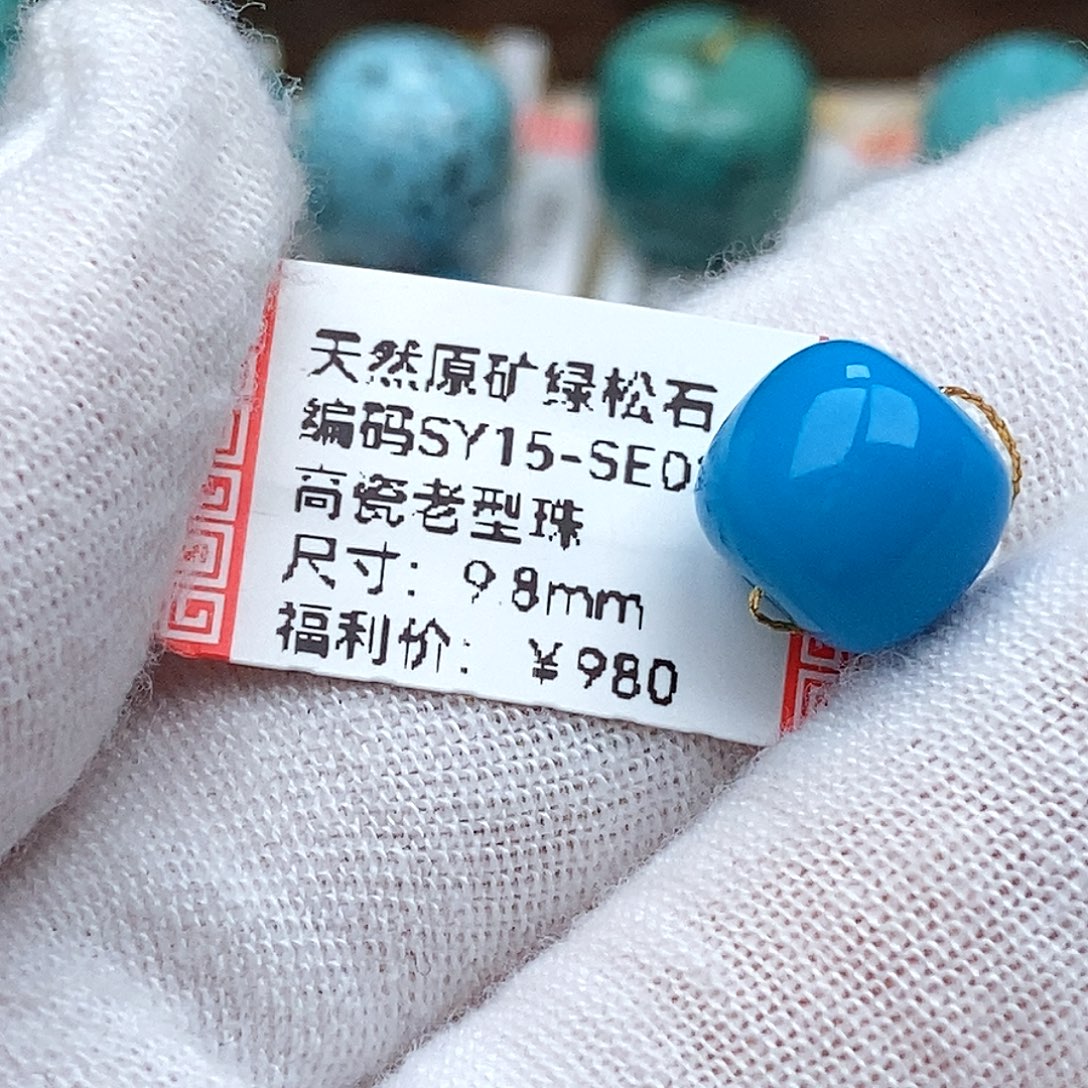 天然原矿绿松石
编码SY15-SE0
高瓷老型珠
尺寸: 9.8mm
福利价: ¥980